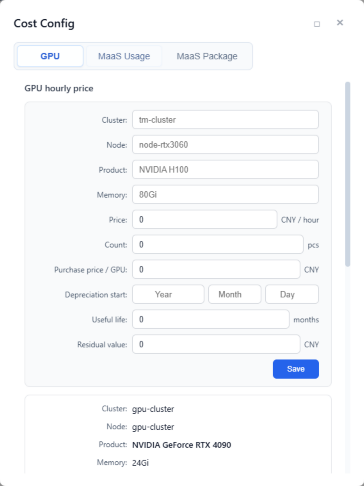 Cost Config
GPU MaaS Usage MaaS Package
GPU hourly price
Cluster: tm-cluster
Node: node-rtx3060
Product: NVIDIA H100
Memory: 80Gi
Price: 0 CNY / hour
Count: 0 pcs
Purchase price / GPU: 0 CNY
Depreciation start: Year Month Day
Useful life: 0 months
Residual value: 0 CNY
Save
Cluster: gpu-cluster
Node: gpu-cluster
Product: NVIDIA GeForce RTX 4090
Memory: 24Gi